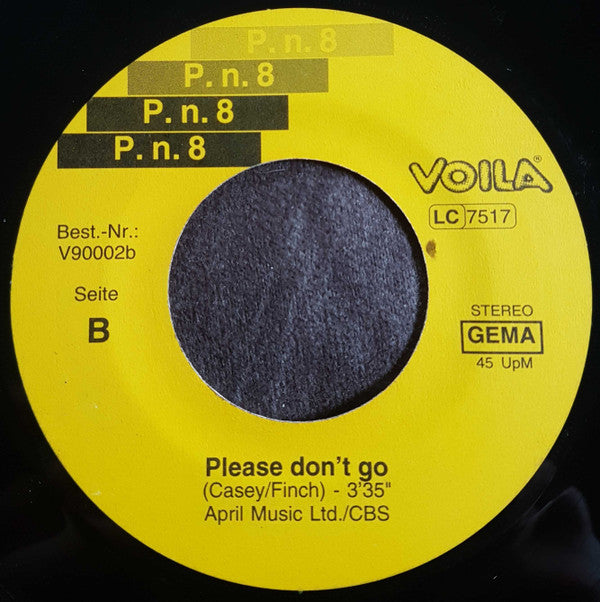 P. n. 8
P. n. 8
P. n. 8
P. n. 8
VOILA®
LC 7517
Best.-Nr.:
V90002b
Seite
B
STEREO
GEMA
45 UpM
Please don't go
(Casey/Finch) - 3'35"
April Music Ltd./CBS